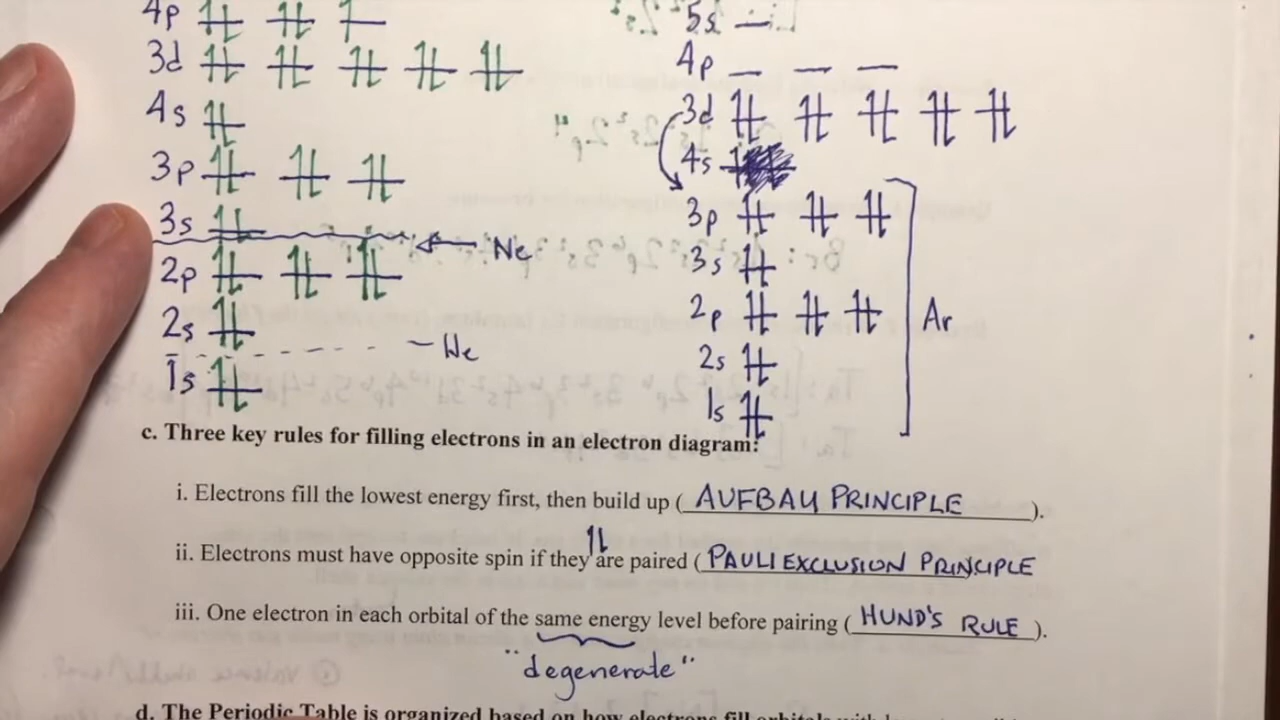 4p
3d
4s
3p
3s
Ne
2p
2s
He
1s
5s
4p
3d
4s
3p
3s
2p
Ar
2s
1s
c. Three key rules for filling electrons in an electron diagram:
i. Electrons fill the lowest energy first, then build up ( AUFBAU PRINCIPLE ).
ii. Electrons must have opposite spin if they are paired ( PAULI EXCLUSION PRINCIPLE
iii. One electron in each orbital of the same energy level before pairing ( HUND'S RULE ).
"degenerate"
d. The Periodic Table is organized based on how electrons fill orbitals with